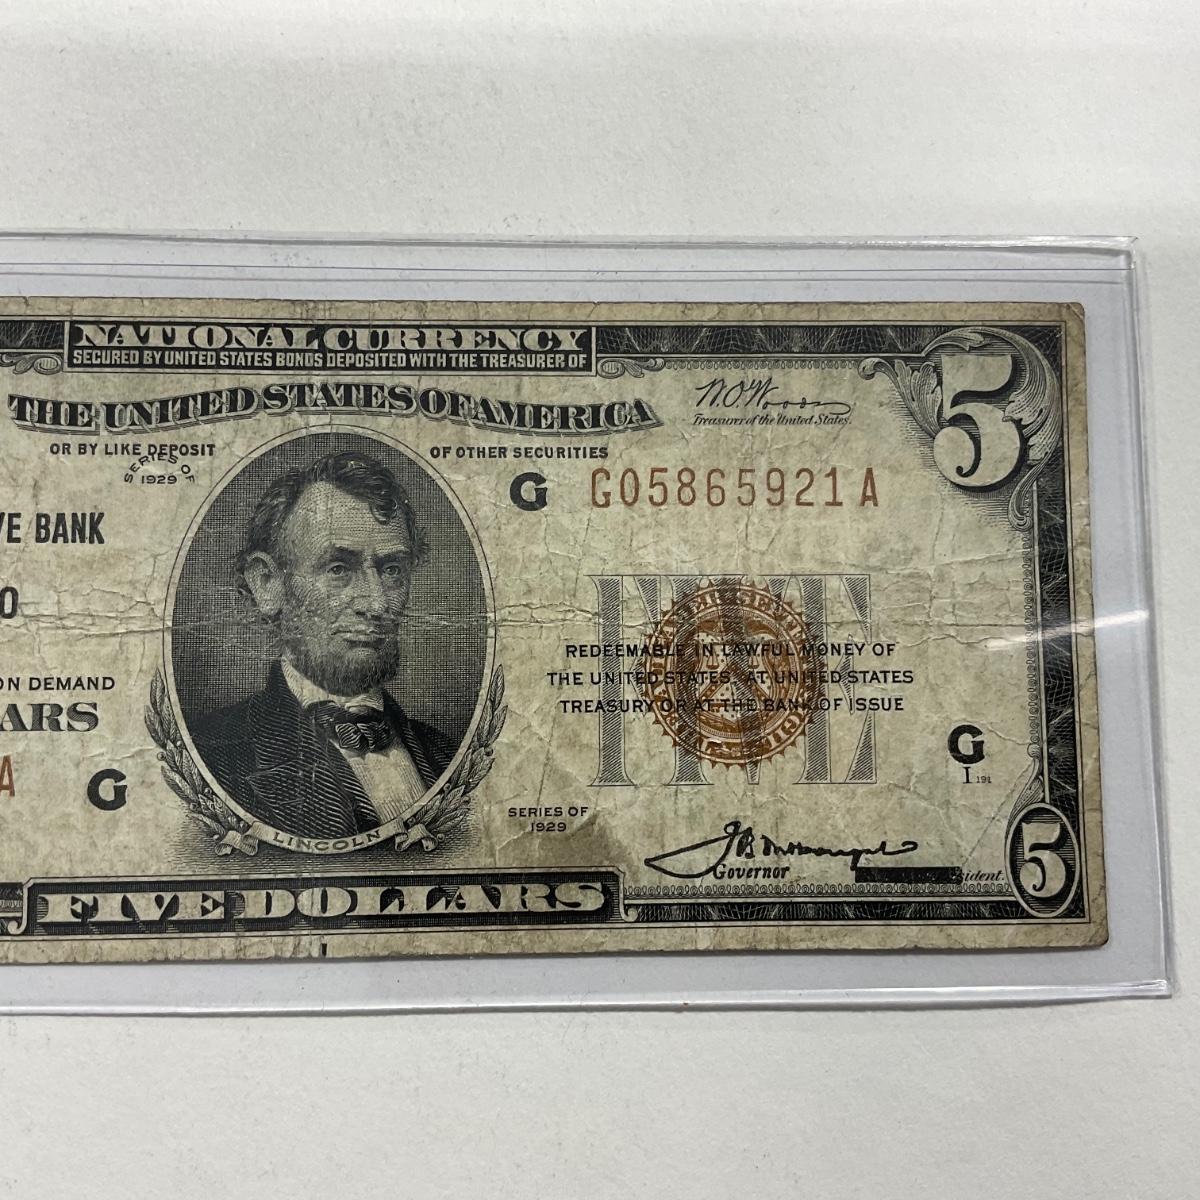 NATIONAL CURRENCY
SECURED BY UNITED STATES BONDS DEPOSITED WITH THE TREASURER OF
THE UNITED STATES OF AMERICA
OR BY LIKE DEPOSIT
OF OTHER SECURITIES
SERIES OF
1929
W.O. Woods
Treasurer of the United States.
5
G
G05865921A
VE BANK
O
ON DEMAND
ARS
A
G
LINCOLN
FIVE
REDEEMABLE IN LAWFUL MONEY OF
THE UNITED STATES AT UNITED STATES
TREASURY OR AT THE BANK OF ISSUE
G
I 191
SERIES OF
1929
Governor
sident.
5
FIVE DOLLARS